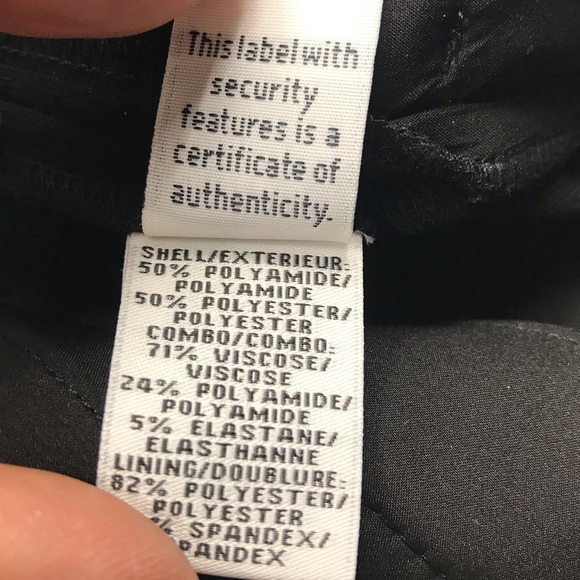 This label with
security
features is a
certificate of
authenticity.
SHELL/EXTERIEUR:
50% POLYAMIDE/
POLYAMIDE
50% POLYESTER/
POLYESTER
COMBO/COMBO:
71% VISCOSE/
VISCOSE
24% POLYAMIDE/
POLYAMIDE
5% ELASTANE/
ELASTHANNE
LINING/DOUBLURE:
82% POLYESTER/
POLYESTER
% SPANDEX/
PANDEX